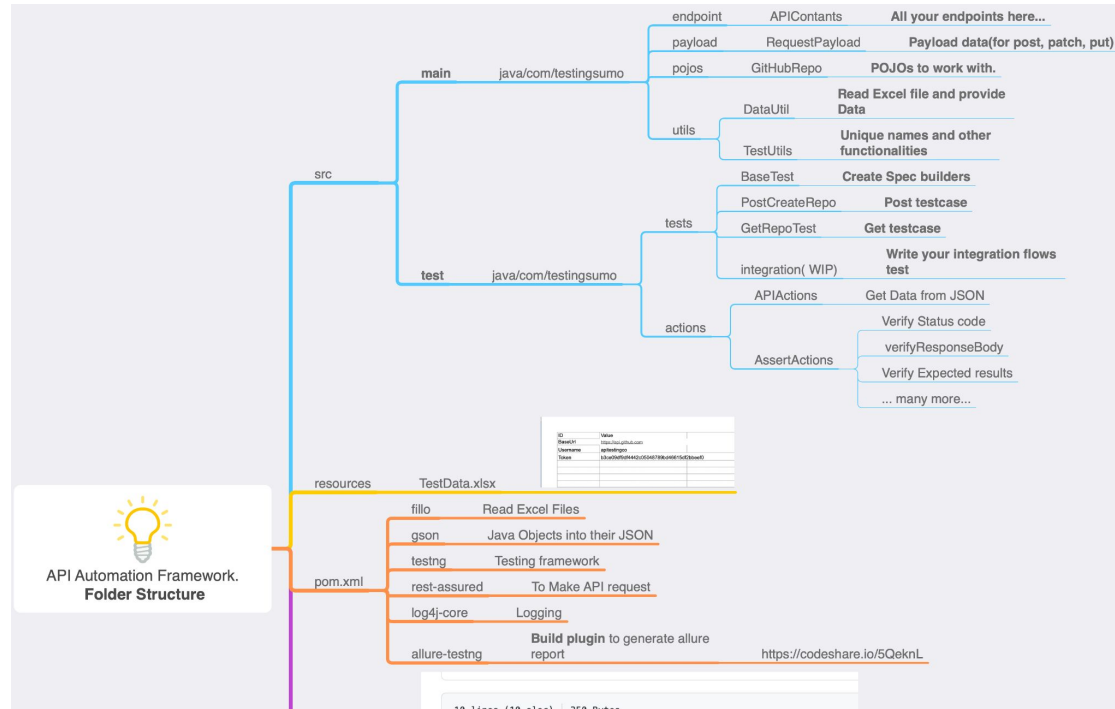 endpoint APIContants All your endpoints here...
payload RequestPayload Payload data(for post, patch, put)
main java/com/testingsumo pojos GitHubRepo POJOs to work with.
Read Excel file and provide
DataUtil Data
utils
Unique names and other
TestUtils functionalities
src
BaseTest Create Spec builders
PostCreateRepo Post testcase
tests
GetRepoTest Get testcase
Write your integration flows
test java/com/testingsumo integration( WIP) test
APIActions Get Data from JSON
actions
Verify Status code
verifyResponseBody
AssertActions
Verify Expected results
... many more...
ID Value
BaseUrl https://api.github.com
Username apitestingco
Token
resources TestData.xlsx
fillo Read Excel Files
gson Java Objects into their JSON
testng Testing framework
API Automation Framework.
Folder Structure
pom.xml
rest-assured To Make API request
log4j-core Logging
Build plugin to generate allure
allure-testng report https://codeshare.io/5QeknL